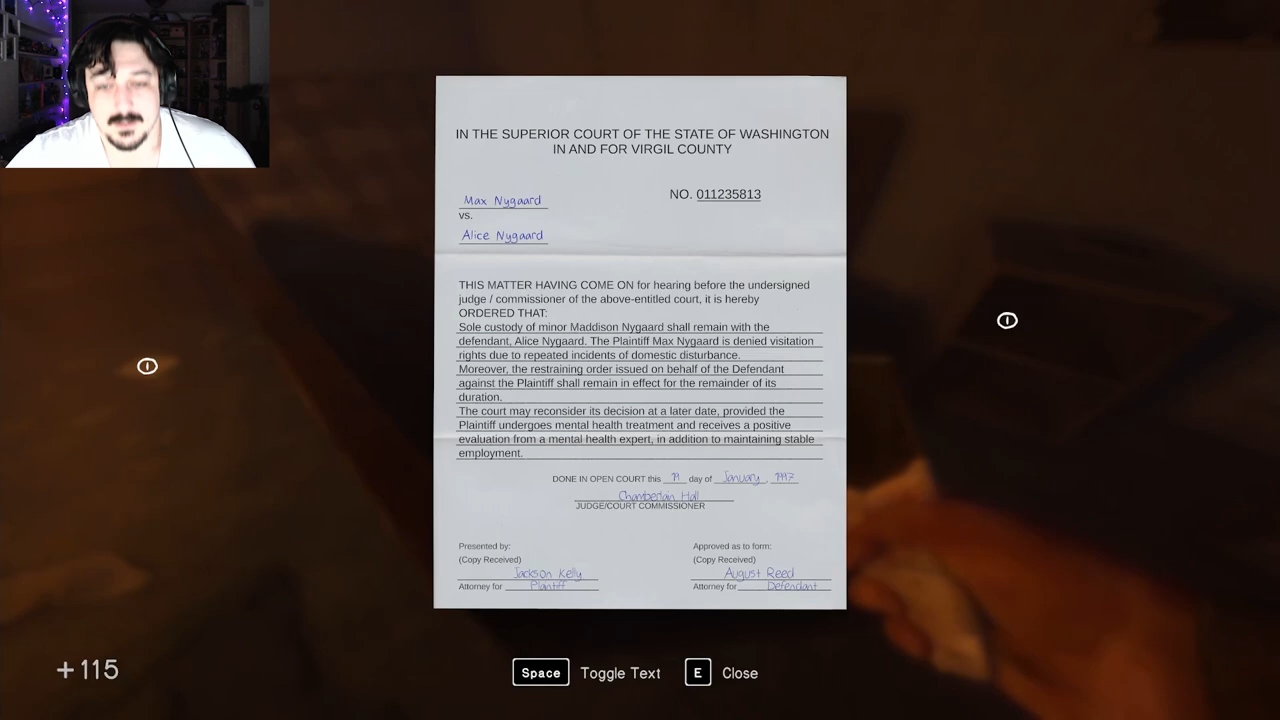 IN THE SUPERIOR COURT OF THE STATE OF WASHINGTON
IN AND FOR VIRGIL COUNTY
Max Nygaard
NO. 011235813
vs.
Alice Nygaard
THIS MATTER HAVING COME ON for hearing before the undersigned
judge / commissioner of the above-entitled court, it is hereby
ORDERED THAT:
Sole custody of minor Maddison Nygaard shall remain with the
defendant, Alice Nygaard. The Plaintiff Max Nygaard is denied visitation
rights due to repeated incidents of domestic disturbance.
Moreover, the restraining order issued on behalf of the Defendant
against the Plaintiff shall remain in effect for the remainder of its
duration.
The court may reconsider its decision at a later date, provided the
Plaintiff undergoes mental health treatment and receives a positive
evaluation from a mental health expert, in addition to maintaining stable
employment.
DONE IN OPEN COURT this 19 day of January, 1997
Chamberlan Hall
JUDGE/COURT COMMISSIONER
Presented by: Approved as to form:
(Copy Received) (Copy Received)
Jackson Kelly August Reed
Attorney for Plantiff Attorney for Defendant
+115
Space Toggle Text E Close